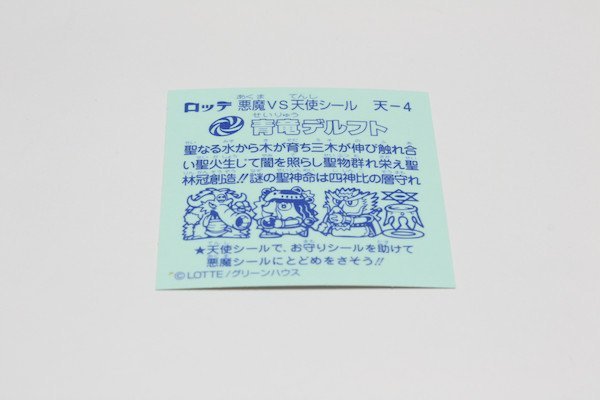 ロッテ 悪魔VS天使シール 天-4
青竜デルフト
聖なる水から木が育ち三木が伸び触れ合
い聖火生して闇を照らし聖物群れ栄え聖
林冠創造!!謎の聖神命は四神比の層守れ
★天使シールで、お守りシールを助けて
悪魔シールにとどめをさそう!!
©LOTTE/グリーンハウス